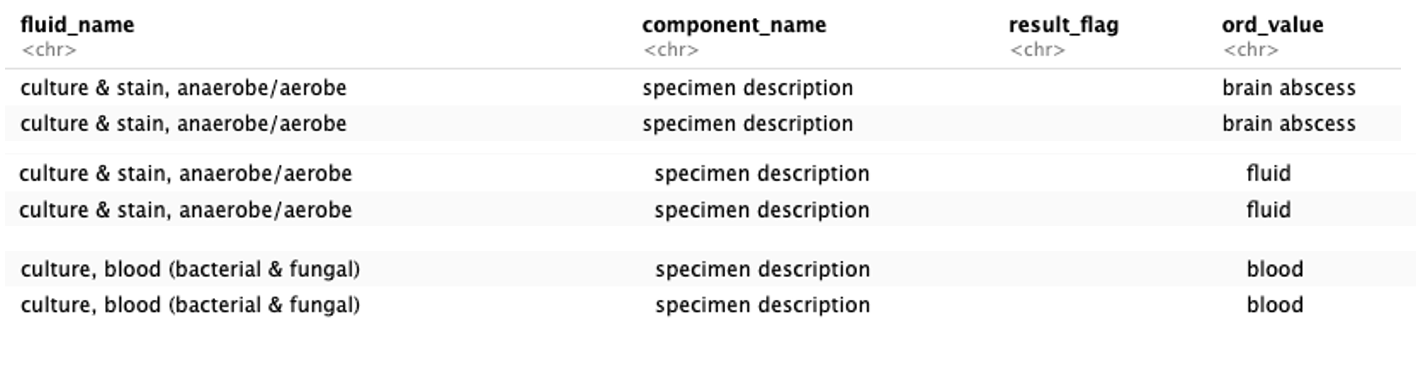 fluid_name component_name result_flag ord_value
<chr> <chr> <chr> <chr>
culture & stain, anaerobe/aerobe specimen description brain abscess
culture & stain, anaerobe/aerobe specimen description brain abscess
culture & stain, anaerobe/aerobe specimen description fluid
culture & stain, anaerobe/aerobe specimen description fluid
culture, blood (bacterial & fungal) specimen description blood
culture, blood (bacterial & fungal) specimen description blood